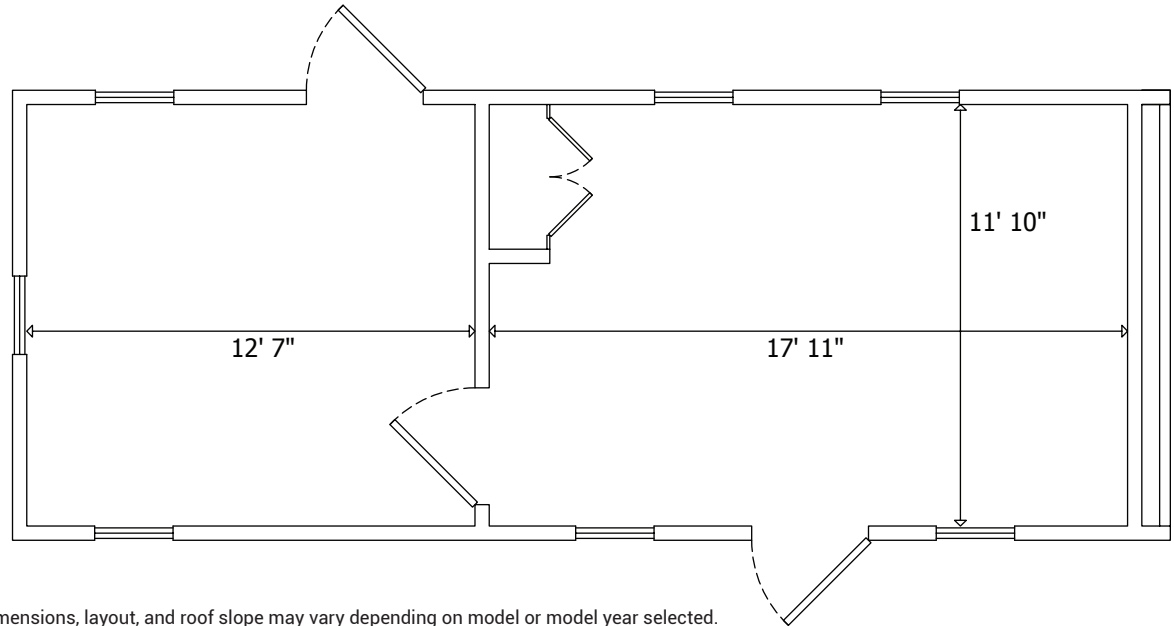 11' 10"
12' 7"
17' 11"
mensions, layout, and roof slope may vary depending on model or model year selected.